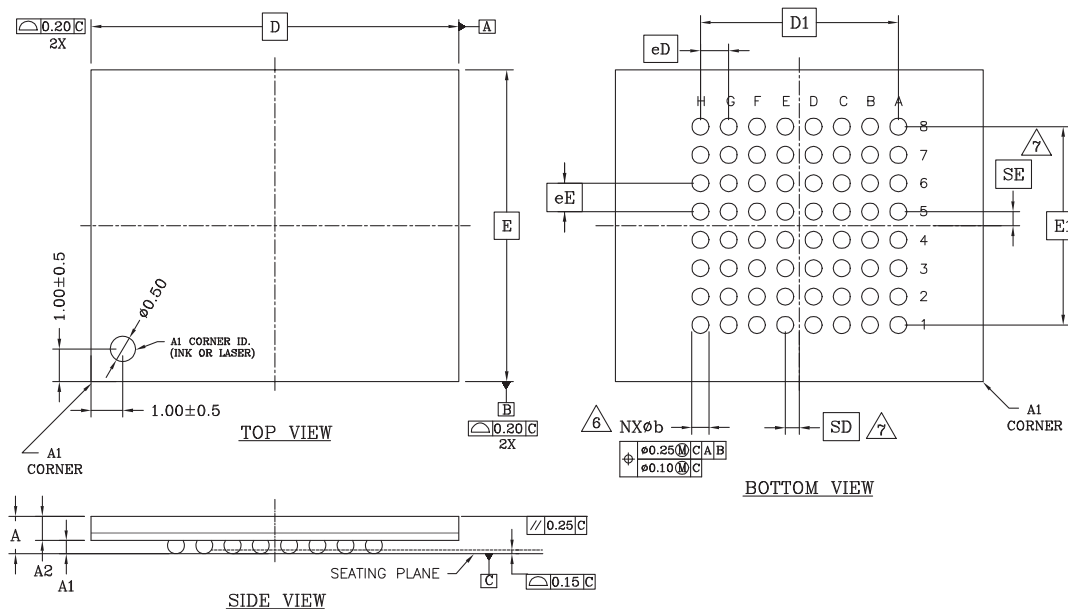 ⌓ 0.20 C
2X
D
A
E
1.00±0.5
ø0.50
A1 CORNER ID.
(INK OR LASER)
1.00±0.5
B
⌓ 0.20 C
2X
TOP VIEW
A1
CORNER
D1
eD
H G F E D C B A
8
7
6
5
4
3
2
1
7
SE
eE
E1
6 NXøb
⌖ ø0.25Ⓜ C A B
ø0.10Ⓜ C
SD 7
A1
CORNER
BOTTOM VIEW
A
A2
A1
// 0.25 C
SEATING PLANE
C
⌓ 0.15 C
SIDE VIEW